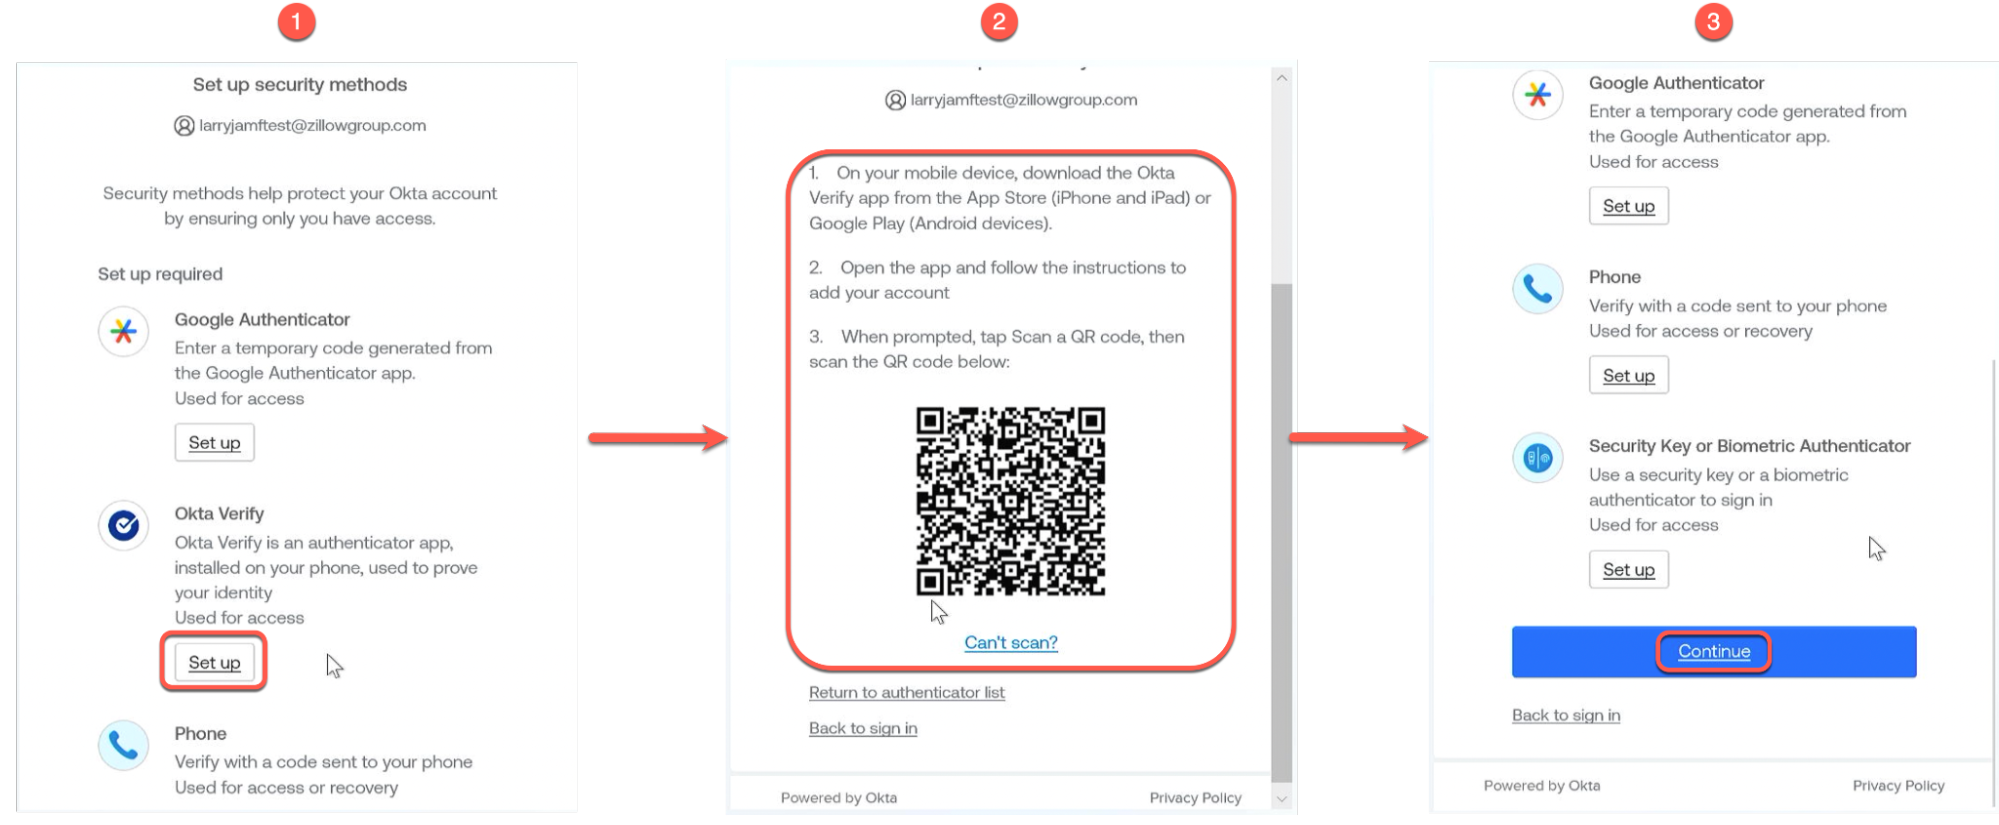 1
Set up security methods
larryjamftest@zillowgroup.com
Security methods help protect your Okta account
by ensuring only you have access.
Set up required
Google Authenticator
Enter a temporary code generated from
the Google Authenticator app.
Used for access
Set up
Okta Verify
Okta Verify is an authenticator app,
installed on your phone, used to prove
your identity
Used for access
Set up
Phone
Verify with a code sent to your phone
Used for access or recovery
2
larryjamftest@zillowgroup.com
1. On your mobile device, download the Okta
Verify app from the App Store (iPhone and iPad) or
Google Play (Android devices).
2. Open the app and follow the instructions to
add your account
3. When prompted, tap Scan a QR code, then
scan the QR code below:
Can't scan?
Return to authenticator list
Back to sign in
Powered by Okta
Privacy Policy
3
Google Authenticator
Enter a temporary code generated from
the Google Authenticator app.
Used for access
Set up
Phone
Verify with a code sent to your phone
Used for access or recovery
Set up
Security Key or Biometric Authenticator
Use a security key or a biometric
authenticator to sign in
Used for access
Set up
Continue
Back to sign in
Powered by Okta
Privacy Policy